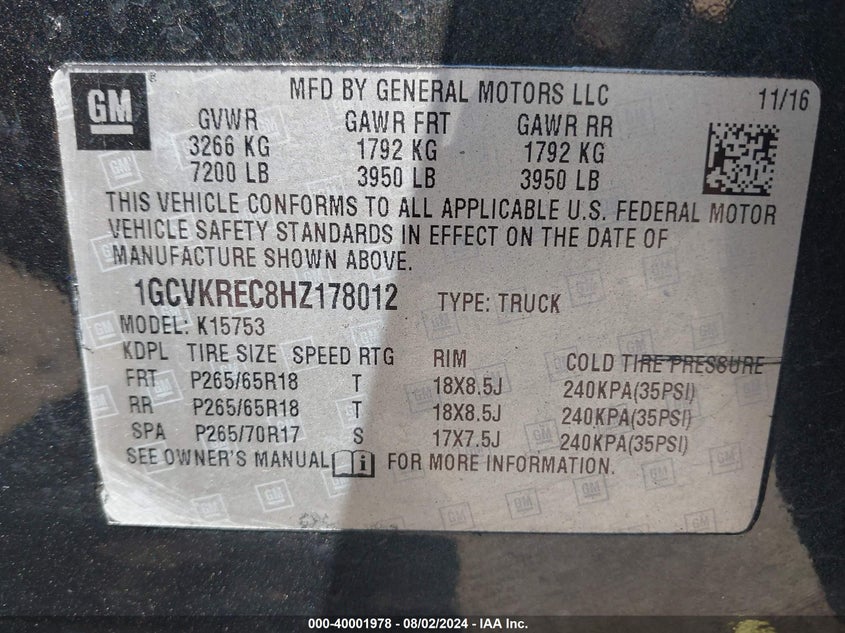 GM
MFD BY GENERAL MOTORS LLC 11/16
GVWR GAWR FRT GAWR RR
3266 KG 1792 KG 1792 KG
7200 LB 3950 LB 3950 LB
THIS VEHICLE CONFORMS TO ALL APPLICABLE U.S. FEDERAL MOTOR
VEHICLE SAFETY STANDARDS IN EFFECT ON THE DATE OF
MANUFACTURE SHOWN ABOVE.
1GCVKREC8HZ178012 TYPE: TRUCK
MODEL: K15753
KDPL TIRE SIZE SPEED RTG RIM COLD TIRE PRESSURE
FRT P265/65R18 T 18X8.5J 240KPA(35PSI)
RR P265/65R18 T 18X8.5J 240KPA(35PSI)
SPA P265/70R17 S 17X7.5J 240KPA(35PSI)
SEE OWNER'S MANUAL FOR MORE INFORMATION.
000-40001978 - 08/02/2024 - IAA Inc.